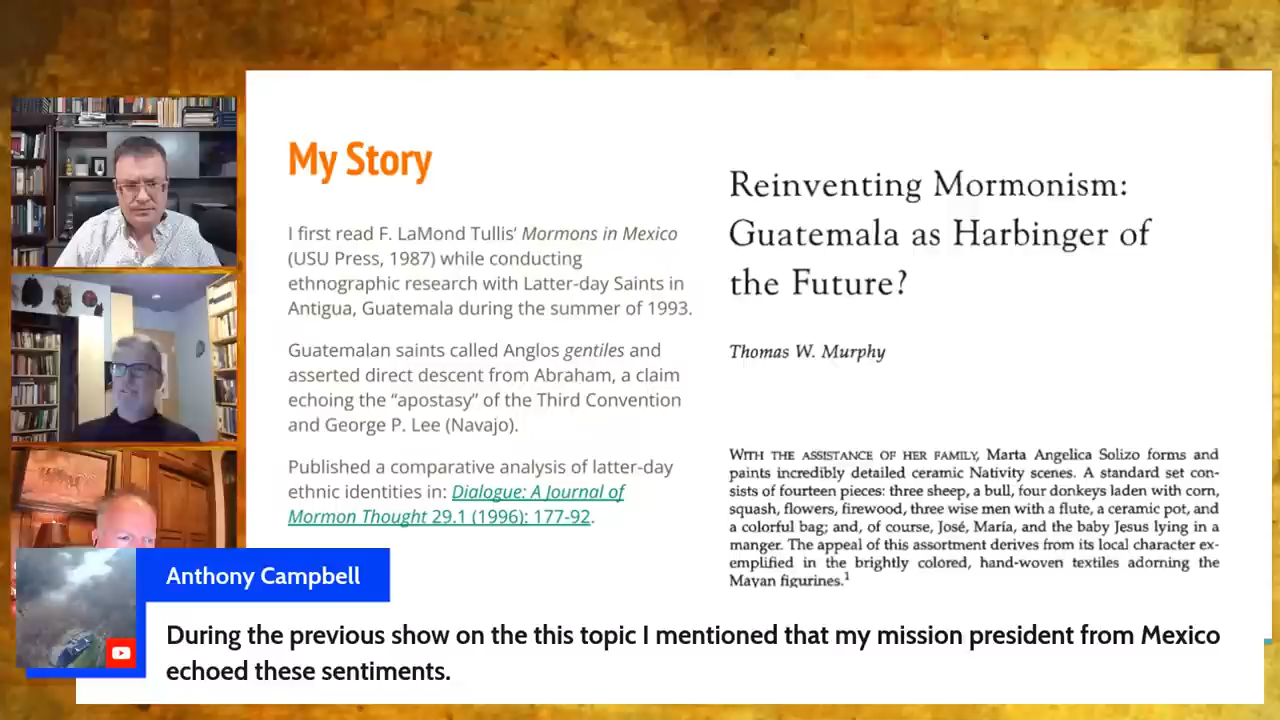 My Story
I first read F. LaMond Tullis’ Mormons in Mexico
(USU Press, 1987) while conducting
ethnographic research with Latter-day Saints in
Antigua, Guatemala during the summer of 1993.
Guatemalan saints called Anglos gentiles and
asserted direct descent from Abraham, a claim
echoing the “apostasy” of the Third Convention
and George P. Lee (Navajo).
Published a comparative analysis of latter-day
ethnic identities in: Dialogue: A Journal of
Mormon Thought 29.1 (1996): 177-92.
Reinventing Mormonism:
Guatemala as Harbinger of
the Future?
Thomas W. Murphy
WITH THE ASSISTANCE OF HER FAMILY, Marta Angelica Solizo forms and
paints incredibly detailed ceramic Nativity scenes. A standard set con-
sists of fourteen pieces: three sheep, a bull, four donkeys laden with corn,
squash, flowers, firewood, three wise men with a flute, a ceramic pot, and
a colorful bag; and, of course, José, María, and the baby Jesus lying in a
manger. The appeal of this assortment derives from its local character ex-
emplified in the brightly colored, hand-woven textiles adorning the
Mayan figurines.1
Anthony Campbell
During the previous show on the this topic I mentioned that my mission president from Mexico
echoed these sentiments.